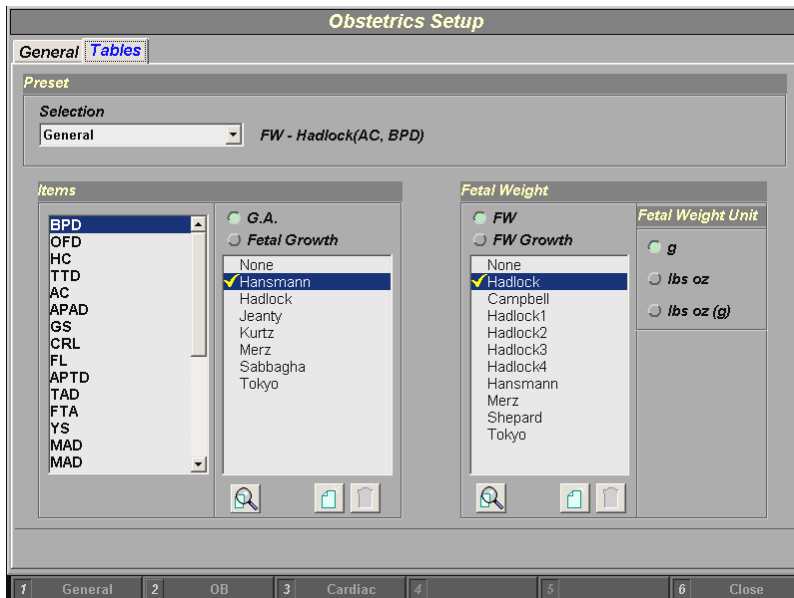 Obstetrics Setup
General Tables
Preset
Selection
General FW - Hadlock(AC, BPD)
Items
BPD
OFD
HC
TTD
AC
APAD
GS
CRL
FL
APTD
TAD
FTA
YS
MAD
MAD
G.A.
Fetal Growth
None
Hansmann
Hadlock
Jeanty
Kurtz
Merz
Sabbagha
Tokyo
Fetal Weight
FW
FW Growth
None
Hadlock
Campbell
Hadlock1
Hadlock2
Hadlock3
Hadlock4
Hansmann
Merz
Shepard
Tokyo
Fetal Weight Unit
g
lbs oz
lbs oz (g)
1 General 2 OB 3 Cardiac 4 5 6 Close